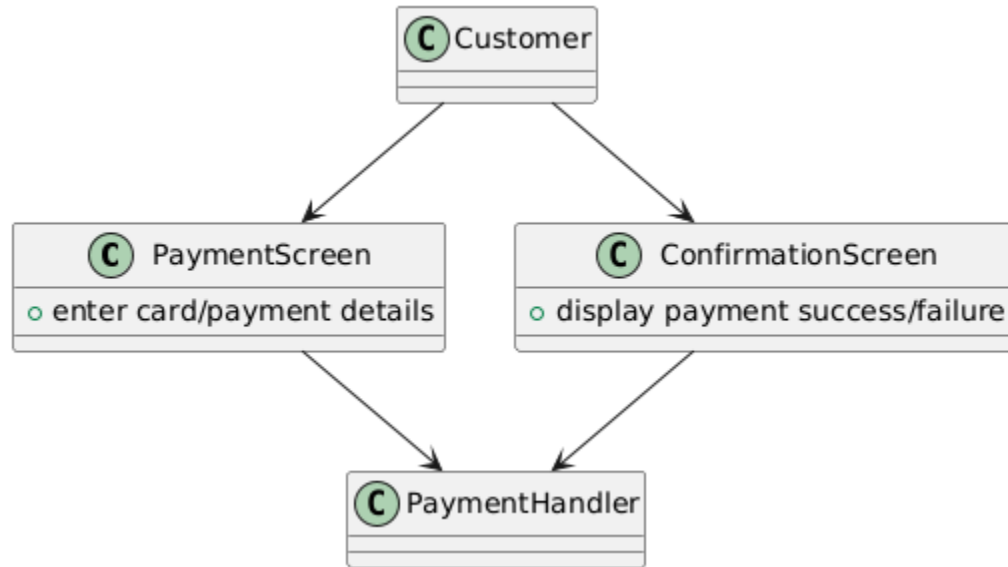 C Customer
C PaymentScreen
enter card/payment details
C ConfirmationScreen
display payment success/failure
C PaymentHandler